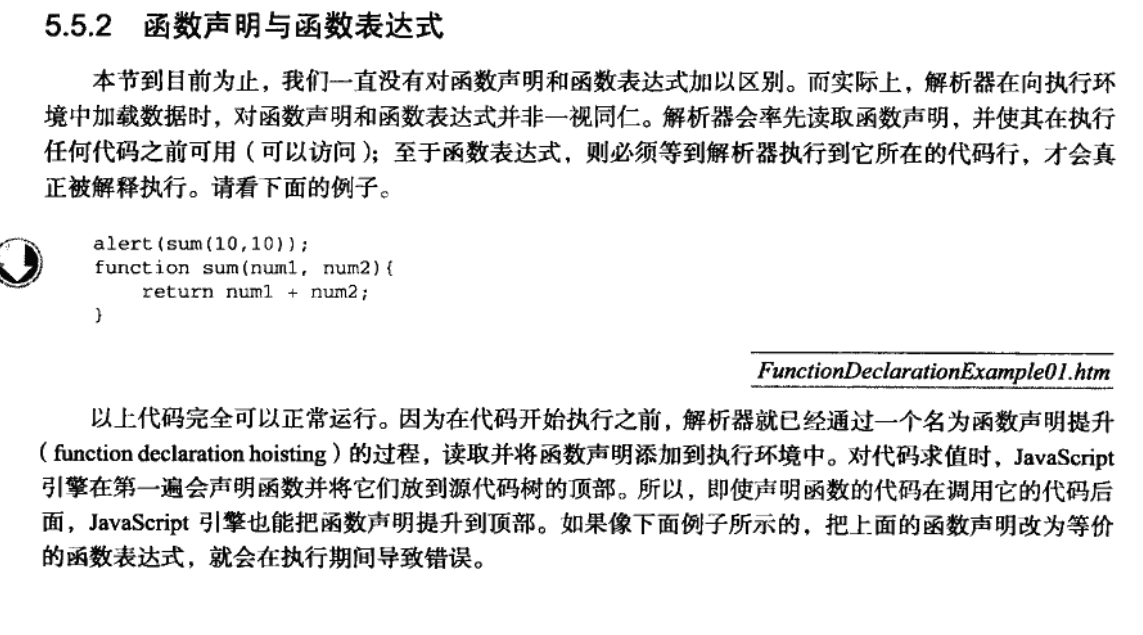 5.5.2 函数声明与函数表达式
本节到目前为止，我们一直没有对函数声明和函数表达式加以区别。而实际上，解析器在向执行环
境中加载数据时，对函数声明和函数表达式并非一视同仁。解析器会率先读取函数声明，并使其在执行
任何代码之前可用（可以访问）；至于函数表达式，则必须等到解析器执行到它所在的代码行，才会真
正被解释执行。请看下面的例子。
alert(sum(10,10));
function sum(num1, num2){
    return num1 + num2;
}
FunctionDeclarationExample01.htm
以上代码完全可以正常运行。因为在代码开始执行之前，解析器就已经通过一个名为函数声明提升
（function declaration hoisting）的过程，读取并将函数声明添加到执行环境中。对代码求值时，JavaScript
引擎在第一遍会声明函数并将它们放到源代码树的顶部。所以，即使声明函数的代码在调用它的代码后
面，JavaScript 引擎也能把函数声明提升到顶部。如果像下面例子所示的，把上面的函数声明改为等价
的函数表达式，就会在执行期间导致错误。